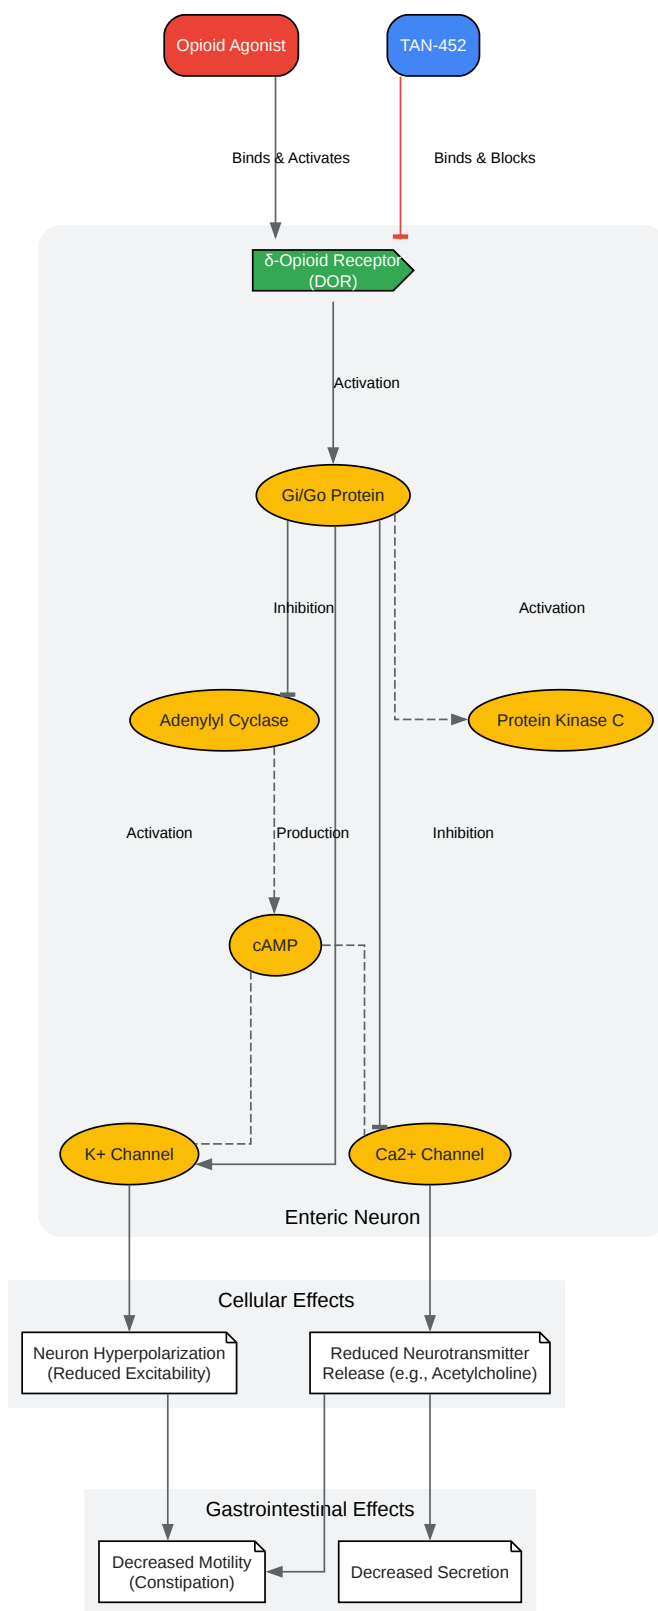 Opioid Agonist
TAN-452
Binds & Activates
Binds & Blocks
δ-Opioid Receptor
(DOR)
Activation
Gi/Go Protein
Inhibition
Activation
Adenylyl Cyclase
Protein Kinase C
Activation
Production
Inhibition
cAMP
K+ Channel
Ca2+ Channel
Enteric Neuron
Cellular Effects
Neuron Hyperpolarization
(Reduced Excitability)
Reduced Neurotransmitter
Release (e.g., Acetylcholine)
Gastrointestinal Effects
Decreased Motility
(Constipation)
Decreased Secretion